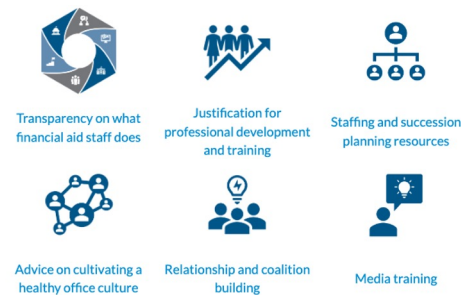 Transparency on what
financial aid staff does
Justification for
professional development
and training
Staffing and succession
planning resources
Advice on cultivating a
healthy office culture
Relationship and coalition
building
Media training